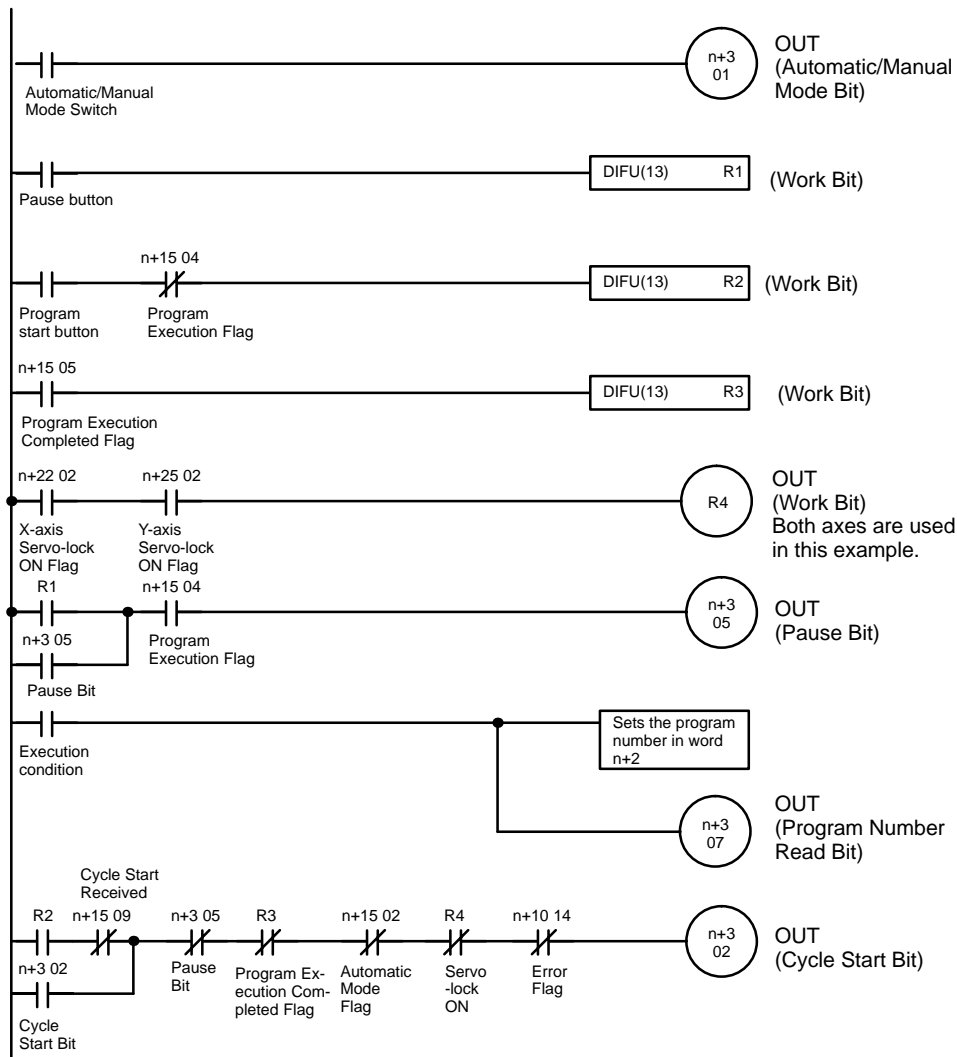 n+3
01
OUT
(Automatic/Manual
Mode Bit)
Automatic/Manual
Mode Switch
Pause button
DIFU(13) R1
(Work Bit)
n+15 04
Program
start button
Program
Execution Flag
DIFU(13) R2
(Work Bit)
n+15 05
Program Execution
Completed Flag
DIFU(13) R3
(Work Bit)
n+22 02
n+25 02
X-axis
Servo-lock
ON Flag
Y-axis
Servo-lock
ON Flag
R4
OUT
(Work Bit)
Both axes are used
in this example.
R1
n+15 04
n+3 05
Pause Bit
Program
Execution Flag
n+3
05
OUT
(Pause Bit)
Execution
condition
Sets the program
number in word
n+2
n+3
07
OUT
(Program Number
Read Bit)
Cycle Start
Received
R2 n+15 09 n+3 05 R3 n+15 02 R4 n+10 14
n+3 02
Cycle
Start Bit
Pause
Bit
Program Ex-
ecution Com-
pleted Flag
Automatic
Mode
Flag
Servo
-lock
ON
Error
Flag
n+3
02
OUT
(Cycle Start Bit)